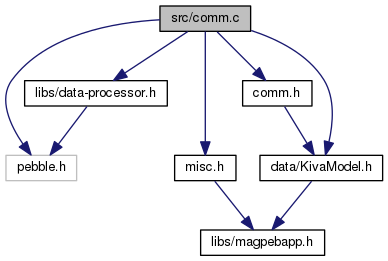 src/comm.c
libs/data-processor.h
comm.h
pebble.h
misc.h
data/KivaModel.h
libs/magpebapp.h